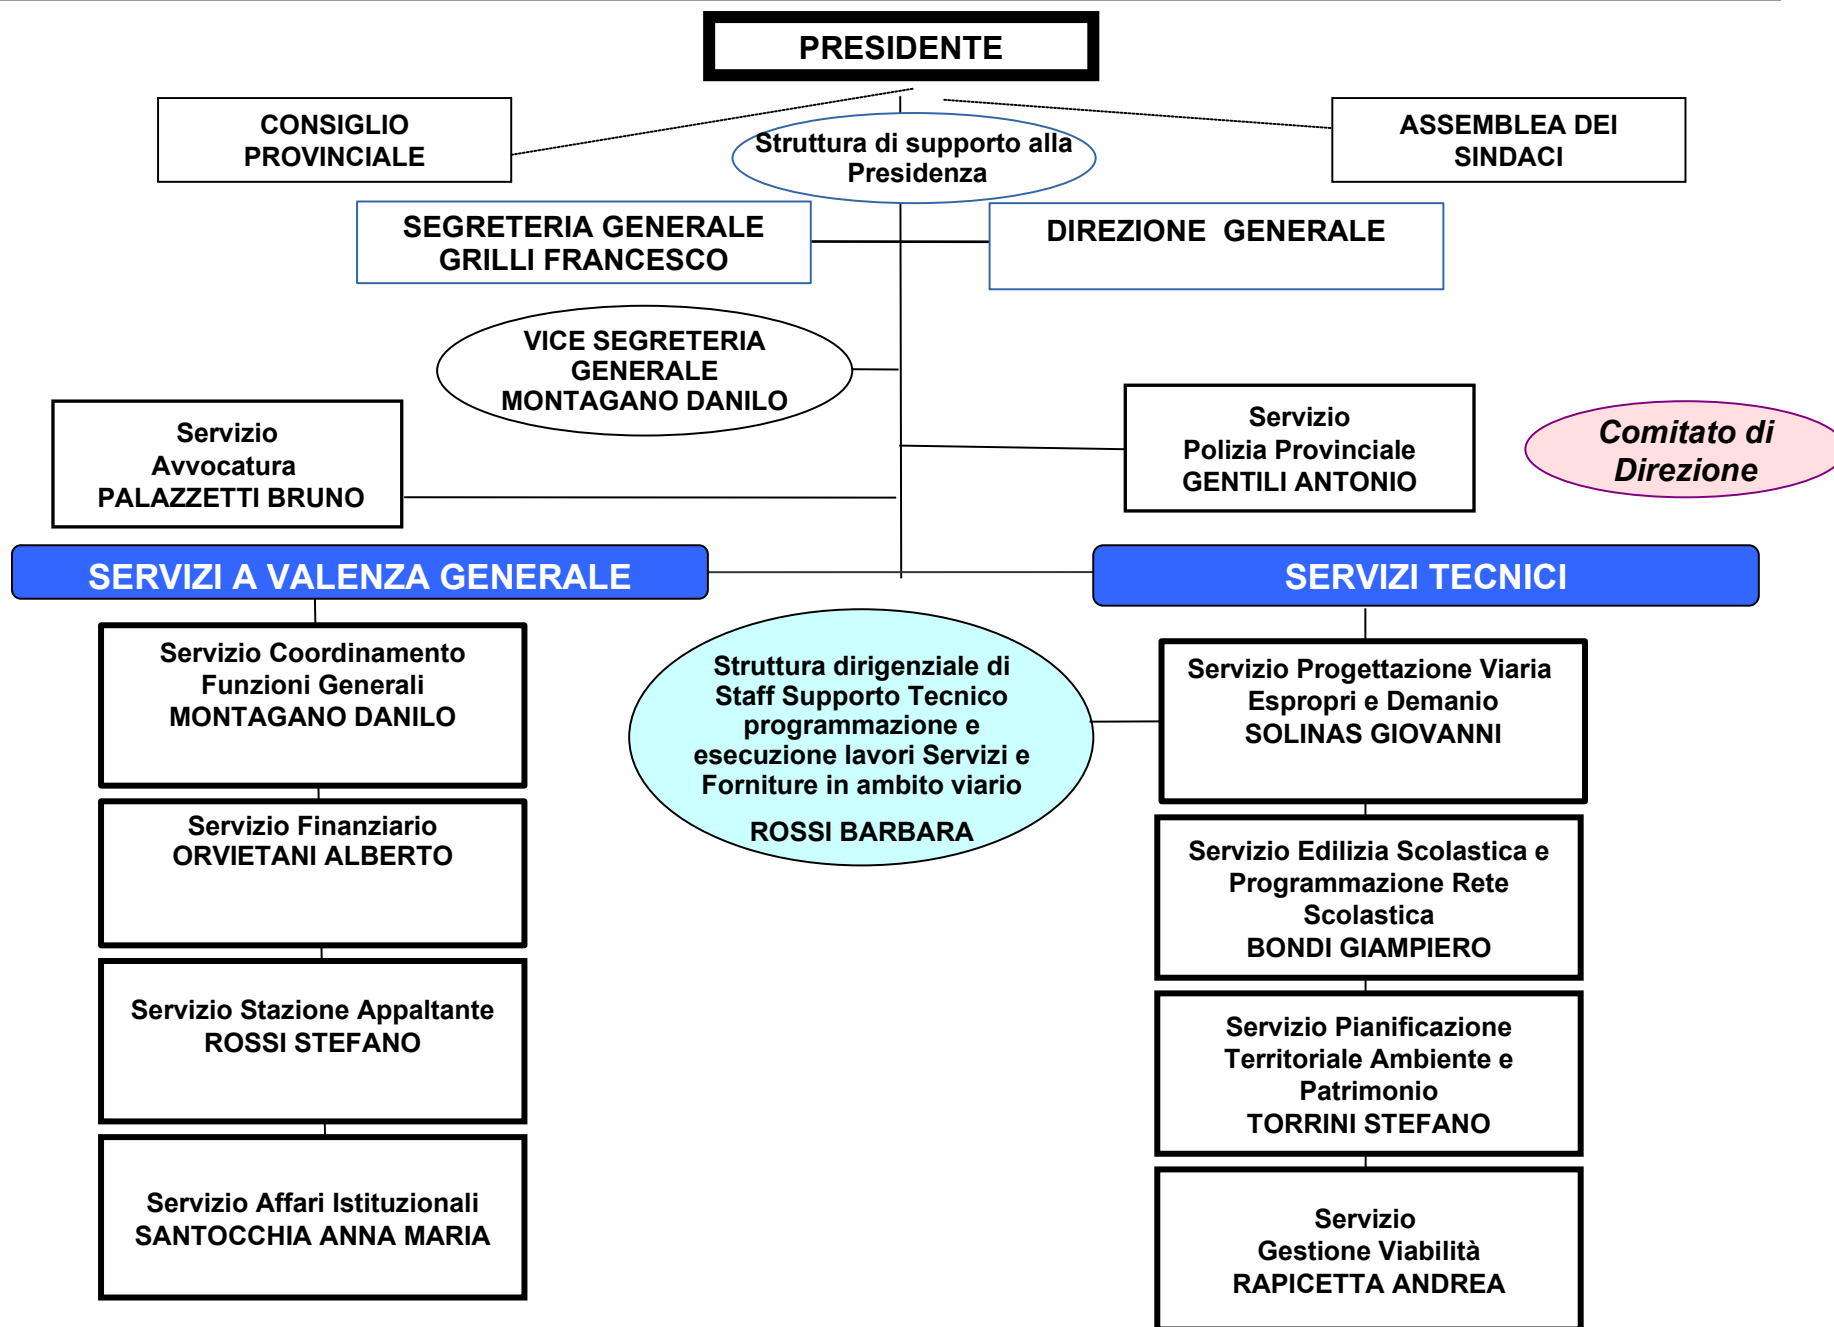 PRESIDENTE
CONSIGLIO
PROVINCIALE
Struttura di supporto alla
Presidenza
ASSEMBLEA DEI
SINDACI
SEGRETERIA GENERALE
GRILLI FRANCESCO
DIREZIONE GENERALE
VICE SEGRETERIA
GENERALE
MONTAGANO DANILO
Servizio
Avvocatura
PALAZZETTI BRUNO
Servizio
Polizia Provinciale
GENTILI ANTONIO
Comitato di
Direzione
SERVIZI A VALENZA GENERALE
SERVIZI TECNICI
Servizio Coordinamento
Funzioni Generali
MONTAGANO DANILO
Servizio Finanziario
ORVIETANI ALBERTO
Servizio Stazione Appaltante
ROSSI STEFANO
Servizio Affari Istituzionali
SANTOCCHIA ANNA MARIA
Struttura dirigenziale di
Staff Supporto Tecnico
programmazione e
esecuzione lavori Servizi e
Forniture in ambito viario
ROSSI BARBARA
Servizio Progettazione Viaria
Espropri e Demanio
SOLINAS GIOVANNI
Servizio Edilizia Scolastica e
Programmazione Rete
Scolastica
BONDI GIAMPIERO
Servizio Pianificazione
Territoriale Ambiente e
Patrimonio
TORRINI STEFANO
Servizio
Gestione Viabilità
RAPICETTA ANDREA